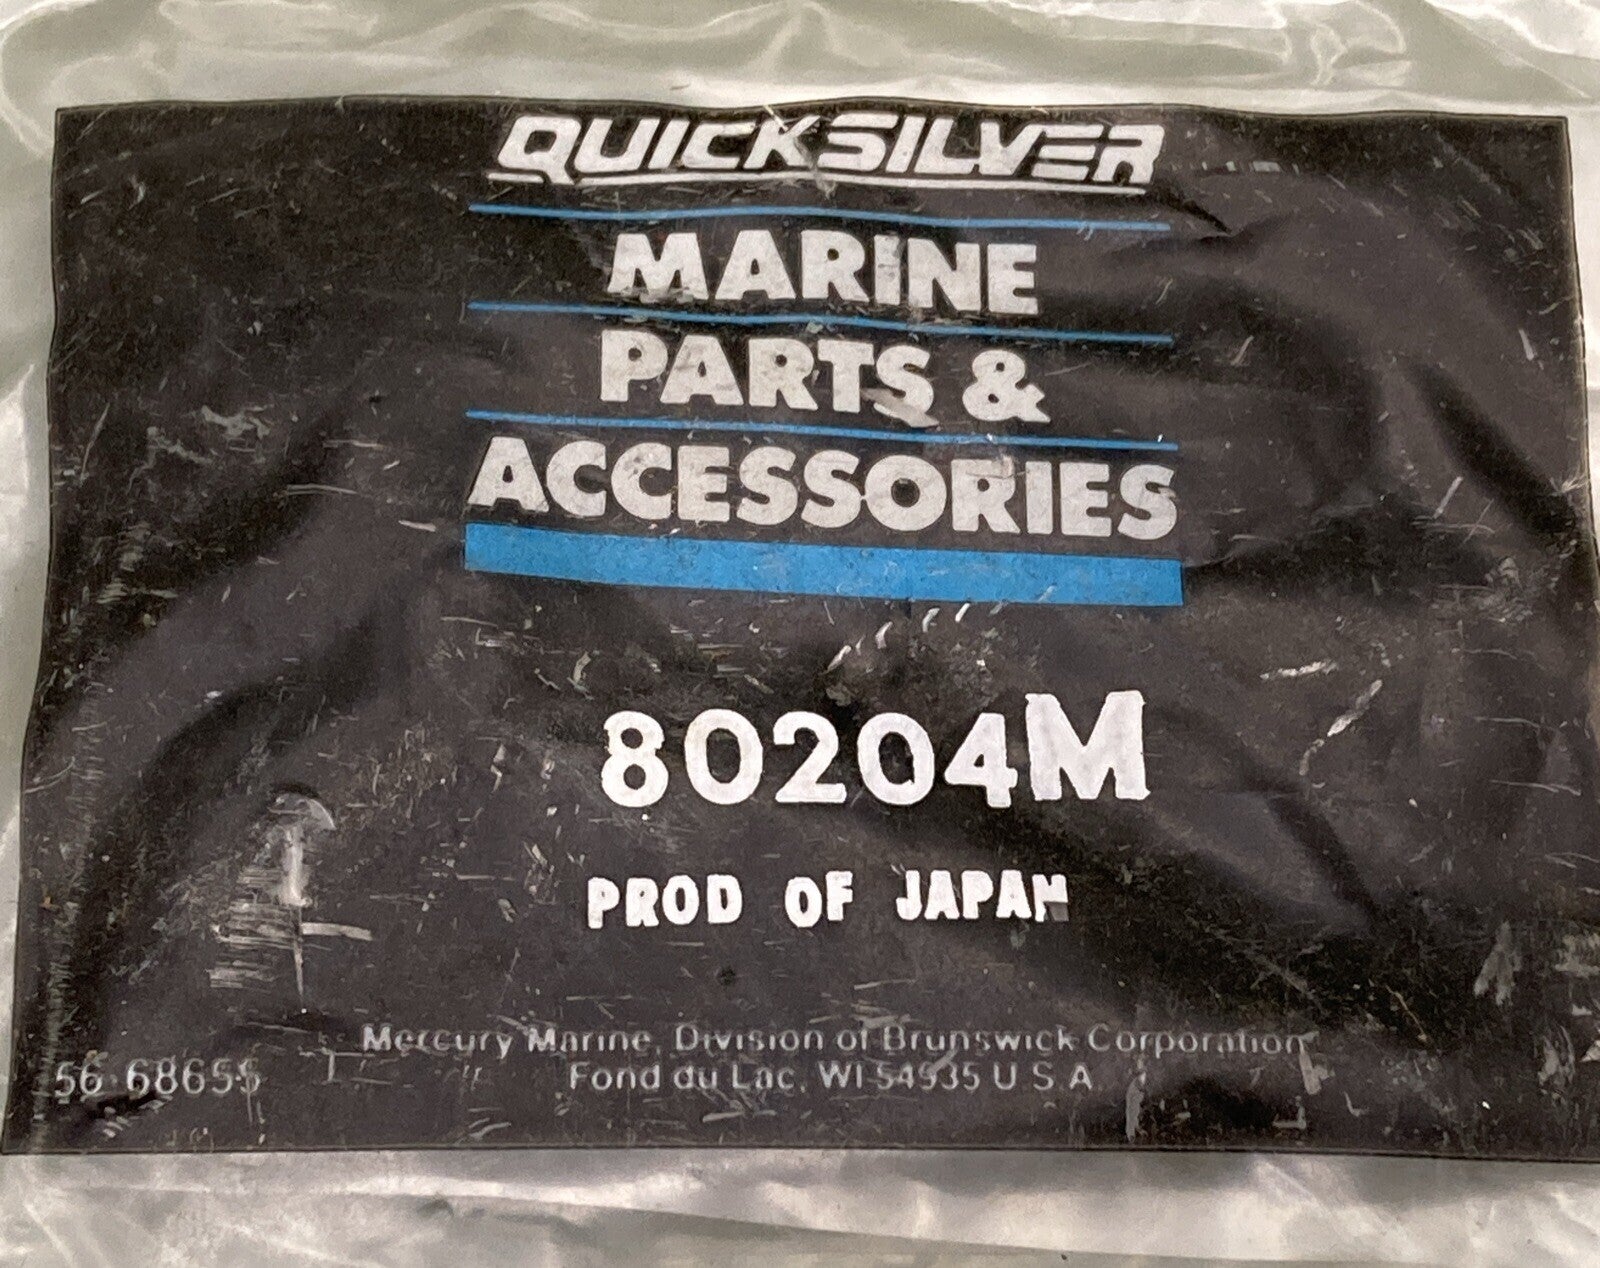 QUICKSILVER
MARINE
PARTS &
ACCESSORIES
80204M
PROD OF JAPAN
Mercury Marine, Division of Brunswick Corporation
Fond du Lac, WI 54935 U S A
56-68655